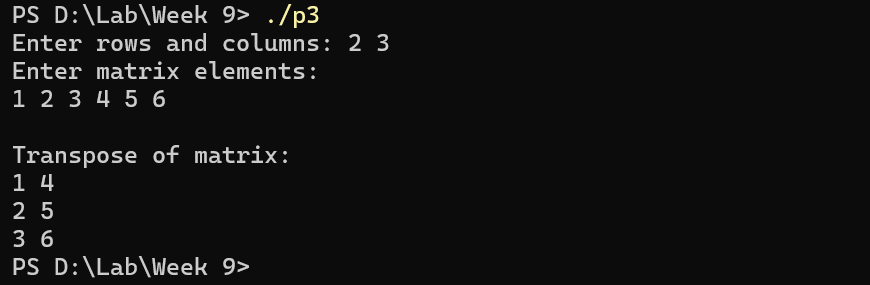 PS D:\Lab\Week 9> ./p3
Enter rows and columns: 2 3
Enter matrix elements:
1 2 3 4 5 6
Transpose of matrix:
1 4
2 5
3 6
PS D:\Lab\Week 9>